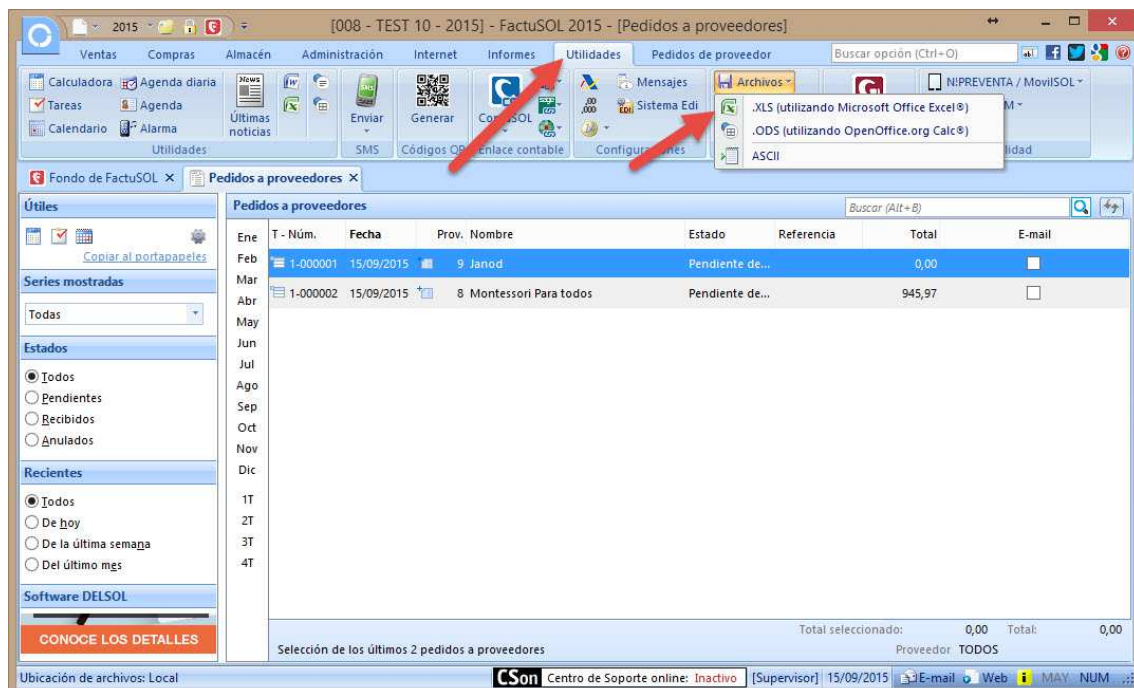 2015
[008 - TEST 10 - 2015] - FactuSOL 2015 - [Pedidos a proveedores]
Ventas Compras Almacén Administración Internet Informes Utilidades Pedidos de proveedor Buscar opción (Ctrl+O)
Calculadora Agenda diaria
Tareas Agenda
Calendario Alarma
Utilidades
News
Últimas noticias
Enviar
SMS
Generar
Códigos QR
Enlace contable
Mensajes
Sistema Edi
Archivos
N!PREVENTA / MovilSOL
.XLS (utilizando Microsoft Office Excel®)
.ODS (utilizando OpenOffice.org Calc®)
ASCII
Fondo de FactuSOL Pedidos a proveedores
Útiles
Copiar al portapapeles
Series mostradas
Todas
Estados
Todos
Pendientes
Recibidos
Anulados
Recientes
Todos
De hoy
De la última semana
Del último mes
Software DELSOL
CONOCE LOS DETALLES
Pedidos a proveedores Buscar (Alt+B)
Ene
Feb
Mar
Abr
May
Jun
Jul
Ago
Sep
Oct
Nov
Dic
1T
2T
3T
4T
T - Núm. Fecha Prov. Nombre Estado Referencia Total E-mail
1-000001 15/09/2015 9 Janod Pendiente de... 0,00
1-000002 15/09/2015 8 Montessori Para todos Pendiente de... 945,97
Total seleccionado: 0,00 Total: 0,00
Selección de los últimos 2 pedidos a proveedores Proveedor TODOS
Ubicación de archivos: Local CSon Centro de Soporte online: Inactivo [Supervisor] 15/09/2015 E-mail Web MAY NUM